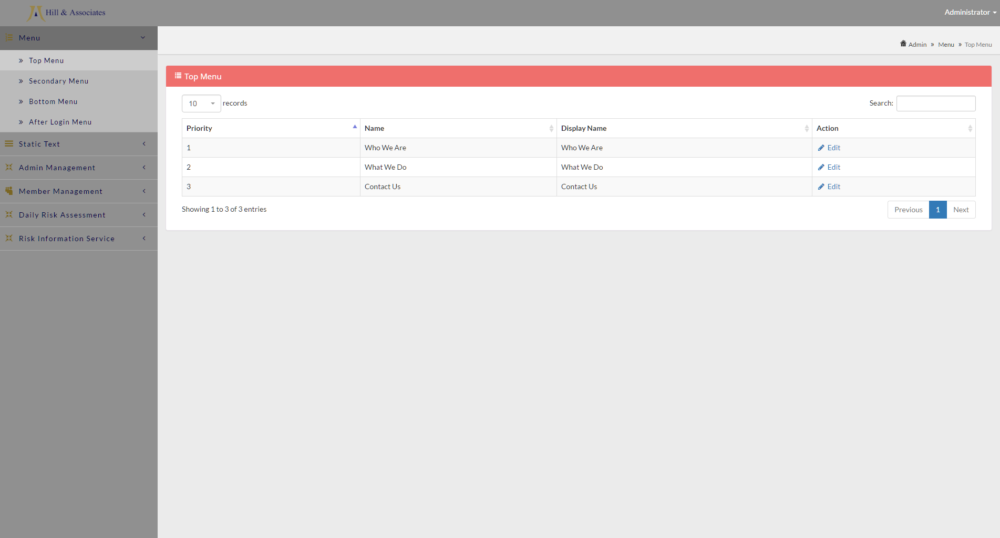 Hill & Associates
Administrator
Menu
Top Menu
Secondary Menu
Bottom Menu
After Login Menu
Static Text
Admin Management
Member Management
Daily Risk Assessment
Risk Information Service
Admin » Menu » Top Menu
Top Menu
10 records
Search:
Priority Name Display Name Action
1 Who We Are Who We Are Edit
2 What We Do What We Do Edit
3 Contact Us Contact Us Edit
Showing 1 to 3 of 3 entries
Previous 1 Next